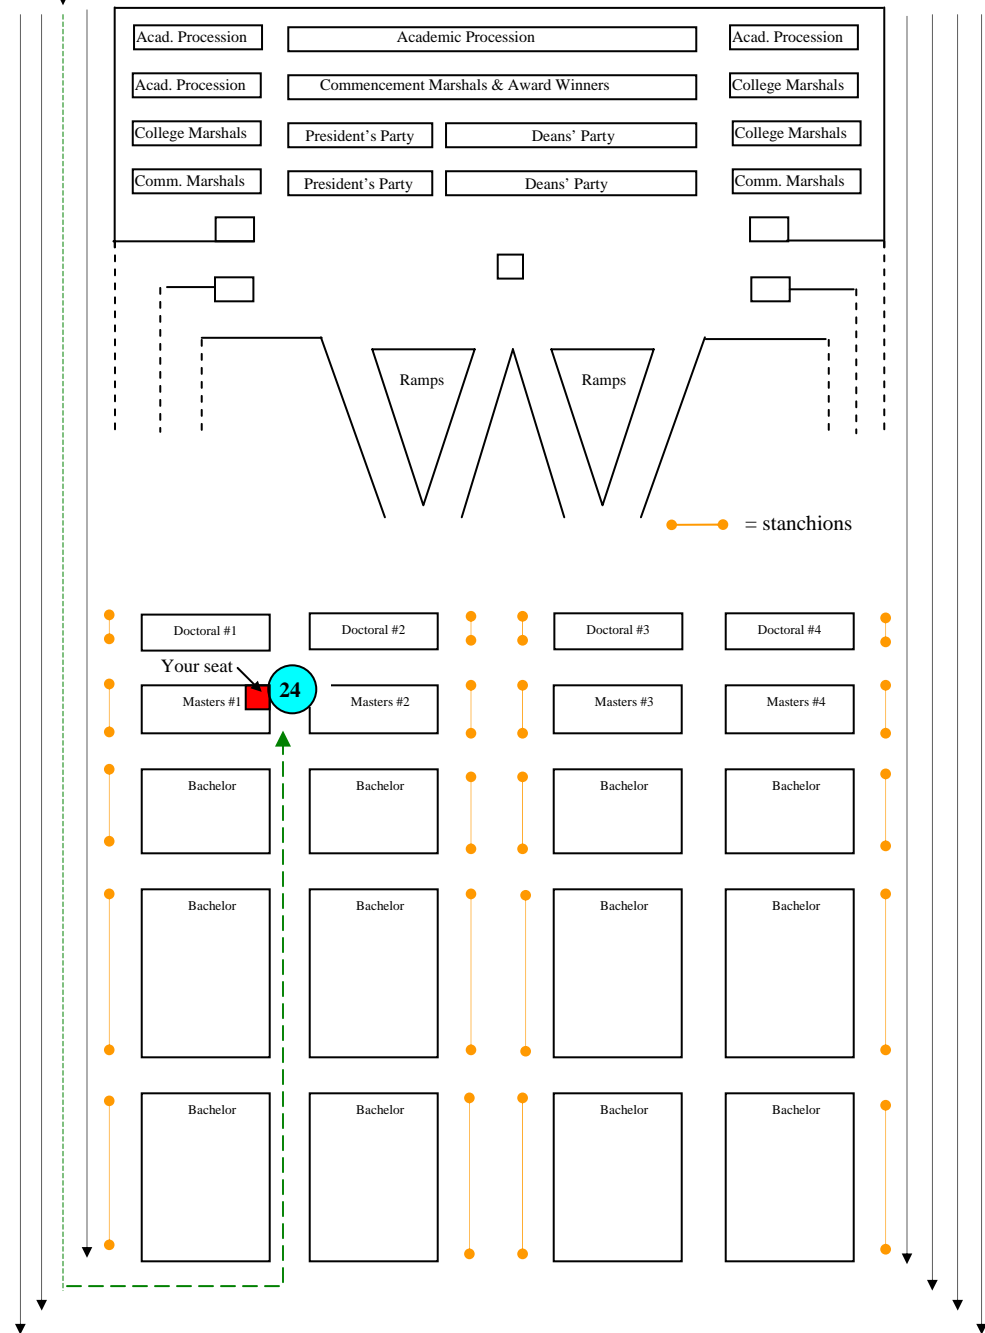 Acad. Procession Academic Procession Acad. Procession
Acad. Procession Commencement Marshals & Award Winners College Marshals
College Marshals President's Party Deans' Party College Marshals
Comm. Marshals President's Party Deans' Party Comm. Marshals
Ramps Ramps
= stanchions
Doctoral #1 Doctoral #2 Doctoral #3 Doctoral #4
Your seat
24
Masters #1 Masters #2 Masters #3 Masters #4
Bachelor Bachelor Bachelor Bachelor
Bachelor Bachelor Bachelor Bachelor
Bachelor Bachelor Bachelor Bachelor